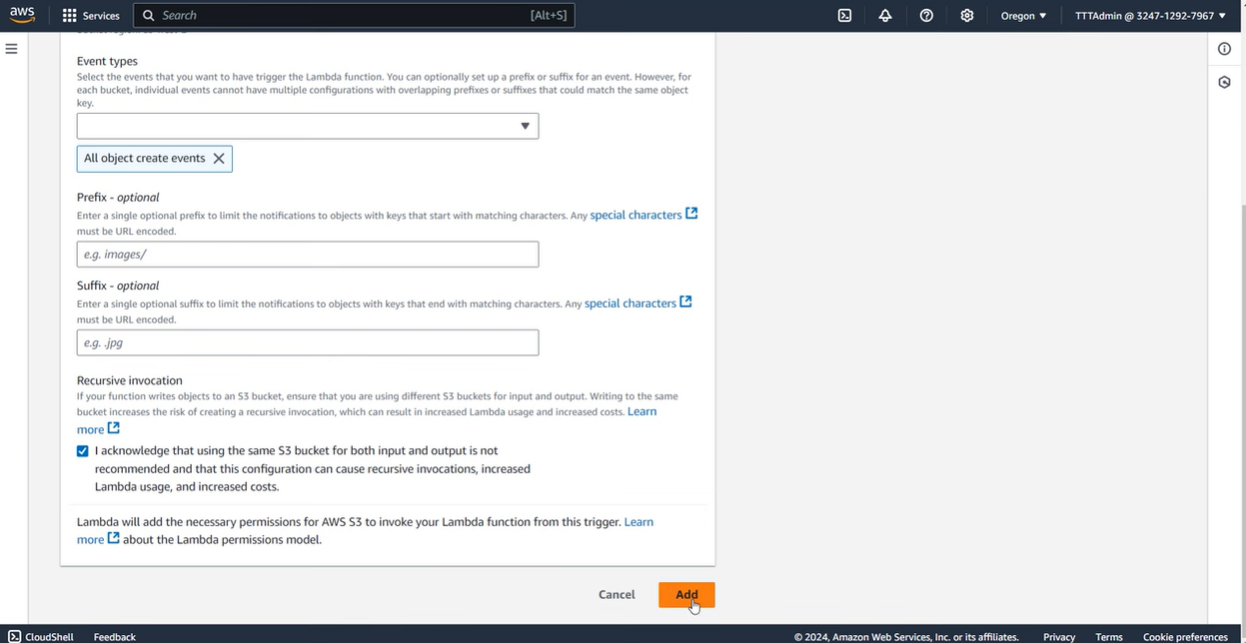 aws
Services
Search
[Alt+S]
Oregon
TTTAdmin @ 3247-1292-7967
Event types
Select the events that you want to have trigger the Lambda function. You can optionally set up a prefix or suffix for an event. However, for
each bucket, individual events cannot have multiple configurations with overlapping prefixes or suffixes that could match the same object
key.
All object create events
Prefix - optional
Enter a single optional prefix to limit the notifications to objects with keys that start with matching characters. Any special characters
must be URL encoded.
e.g. images/
Suffix - optional
Enter a single optional suffix to limit the notifications to objects with keys that end with matching characters. Any special characters
must be URL encoded.
e.g. .jpg
Recursive invocation
If your function writes objects to an S3 bucket, ensure that you are using different S3 buckets for input and output. Writing to the same
bucket increases the risk of creating a recursive invocation, which can result in increased Lambda usage and increased costs. Learn
more
I acknowledge that using the same S3 bucket for both input and output is not
recommended and that this configuration can cause recursive invocations, increased
Lambda usage, and increased costs.
Lambda will add the necessary permissions for AWS S3 to invoke your Lambda function from this trigger. Learn
more about the Lambda permissions model.
Cancel
Add
CloudShell
Feedback
© 2024, Amazon Web Services, Inc. or its affiliates.
Privacy
Terms
Cookie preferences